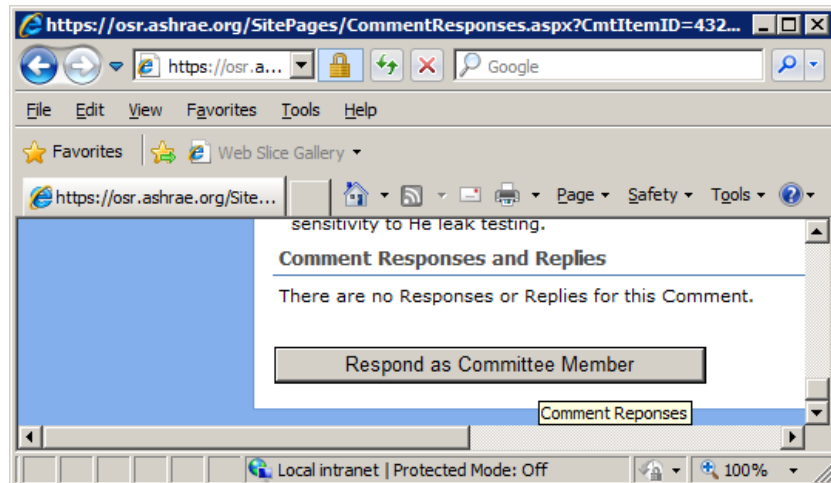 https://osr.ashrae.org/SitePages/CommentResponses.aspx?CmtItemID=432...
https://osr.a... Google
File Edit View Favorites Tools Help
Favorites Web Slice Gallery
https://osr.ashrae.org/Site... Page Safety Tools
sensitivity to He leak testing.
Comment Responses and Replies
There are no Responses or Replies for this Comment.
Respond as Committee Member
Comment Reponses
Local intranet | Protected Mode: Off 100%